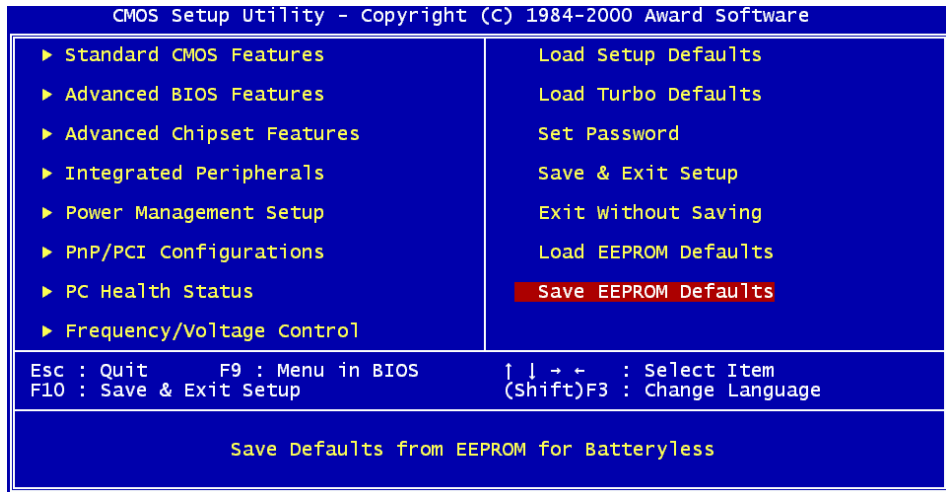 CMOS Setup Utility - Copyright (C) 1984-2000 Award Software
▶ Standard CMOS Features
▶ Advanced BIOS Features
▶ Advanced Chipset Features
▶ Integrated Peripherals
▶ Power Management Setup
▶ PnP/PCI Configurations
▶ PC Health Status
▶ Frequency/Voltage Control
Load Setup Defaults
Load Turbo Defaults
Set Password
Save & Exit Setup
Exit Without Saving
Load EEPROM Defaults
Save EEPROM Defaults
Esc : Quit F9 : Menu in BIOS ↑ ↓ → ← : Select Item
F10 : Save & Exit Setup (Shift)F3 : Change Language
Save Defaults from EEPROM for Batteryless